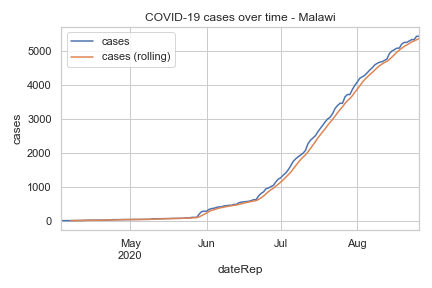 COVID-19 cases over time - Malawi
cases
cases (rolling)
5000
4000
3000
2000
1000
0
cases
May
2020
Jun
Jul
Aug
dateRep